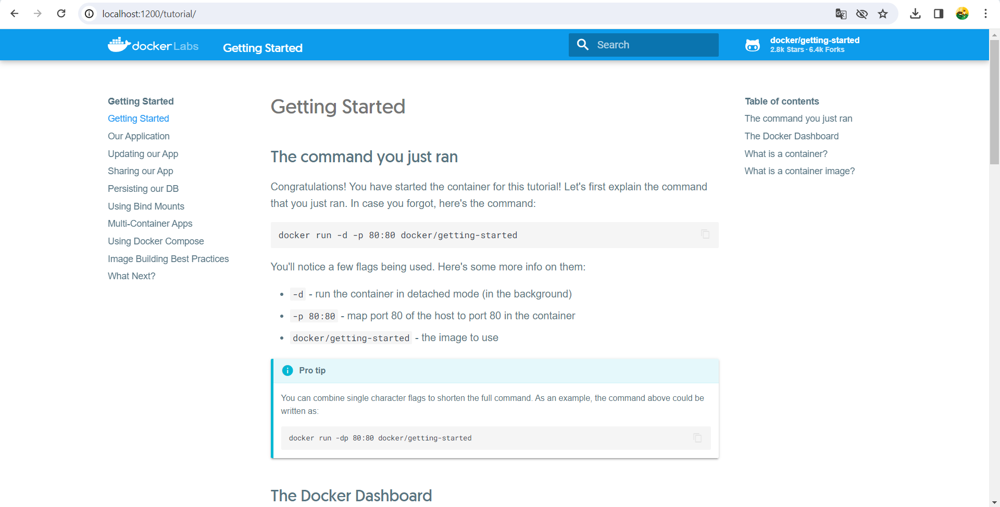 localhost:1200/tutorial/
docker Labs
Getting Started
Search
docker/getting-started
2.8k Stars · 6.4k Forks
Getting Started
Getting Started
Our Application
Updating our App
Sharing our App
Persisting our DB
Using Bind Mounts
Multi-Container Apps
Using Docker Compose
Image Building Best Practices
What Next?
Getting Started
The command you just ran
Congratulations! You have started the container for this tutorial! Let's first explain the command
that you just ran. In case you forgot, here's the command:
docker run -d -p 80:80 docker/getting-started
You'll notice a few flags being used. Here's some more info on them:
-d - run the container in detached mode (in the background)
-p 80:80 - map port 80 of the host to port 80 in the container
docker/getting-started - the image to use
Pro tip
You can combine single character flags to shorten the full command. As an example, the command above could be
written as:
docker run -dp 80:80 docker/getting-started
The Docker Dashboard
Table of contents
The command you just ran
The Docker Dashboard
What is a container?
What is a container image?